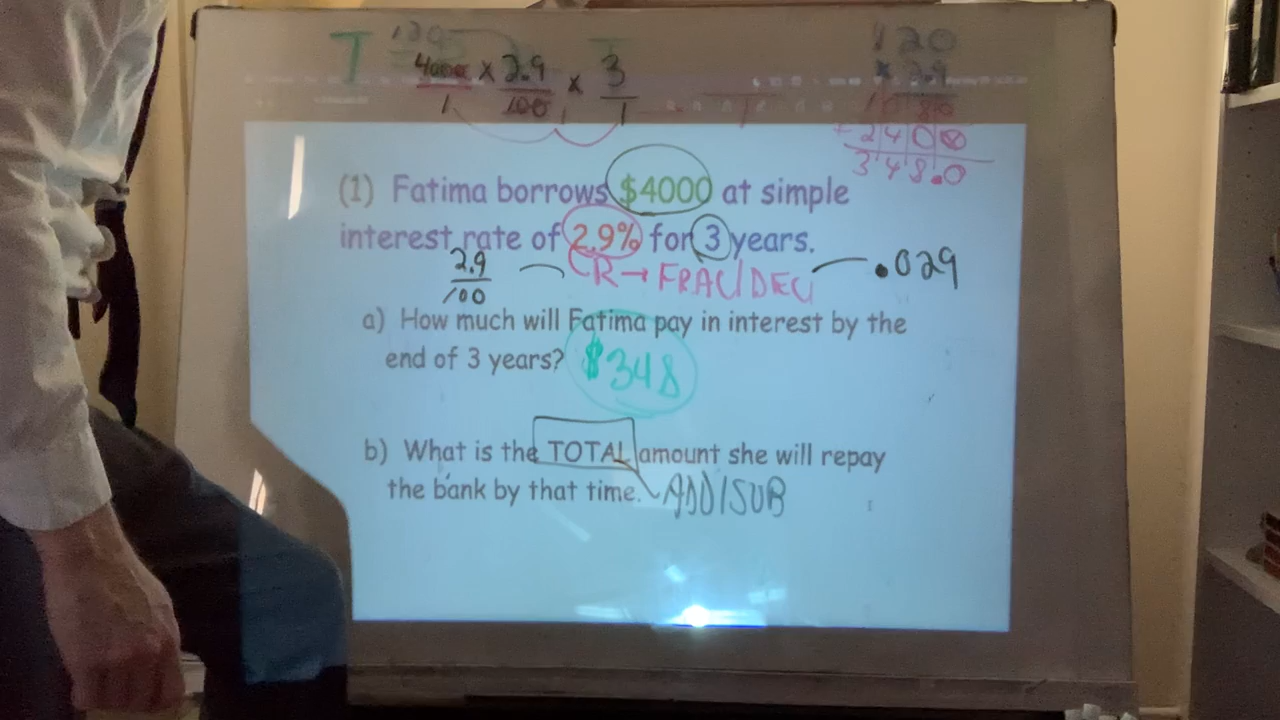 I 120
4000 × 2.9 × 3
1 100 1
120
× 2.9
1080
+ 2400
348.0
(1) Fatima borrows $4000 at simple
interest rate of 2.9% for 3 years.
2.9
100
R → FRAC/DEC
.029
a) How much will Fatima pay in interest by the
end of 3 years? $348
b) What is the TOTAL amount she will repay
the bank by that time. ADD/SUB